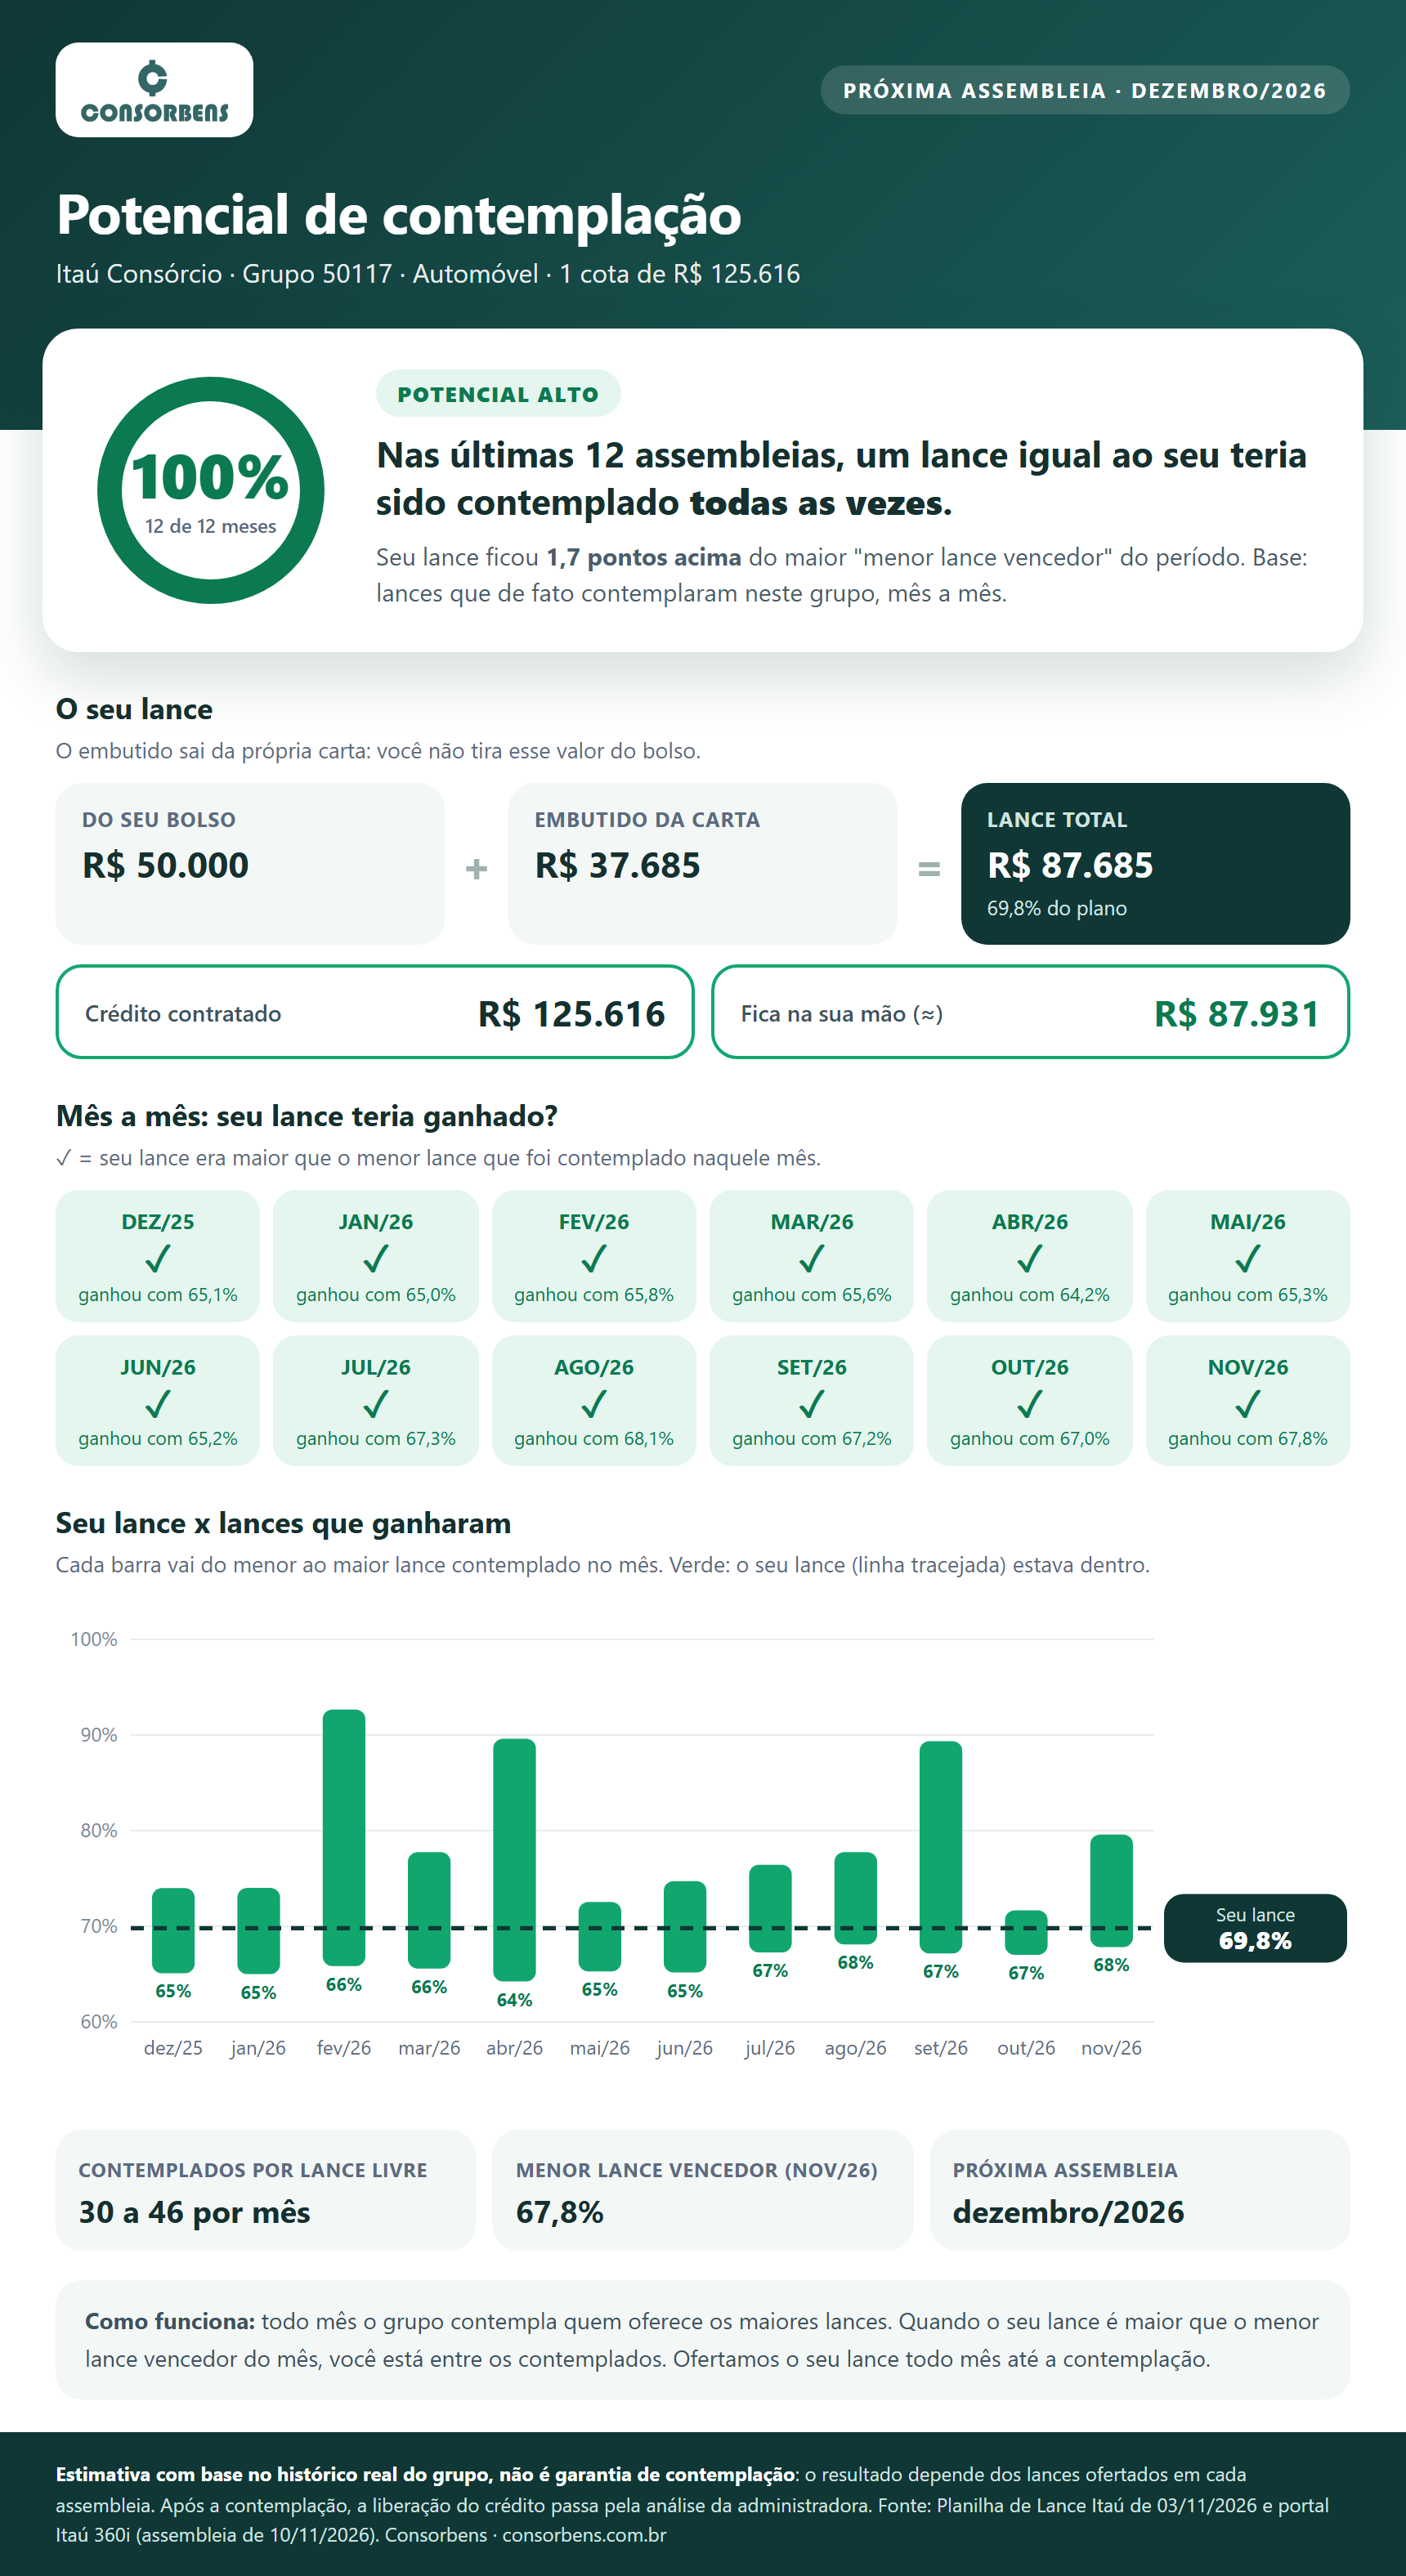 CONSORBENS
PRÓXIMA ASSEMBLEIA · DEZEMBRO/2026
Potencial de contemplação
Itaú Consórcio · Grupo 50117 · Automóvel · 1 cota de R$ 125.616
100%
12 de 12 meses
POTENCIAL ALTO
Nas últimas 12 assembleias, um lance igual ao seu teria
sido contemplado todas as vezes.
Seu lance ficou 1,7 pontos acima do maior "menor lance vencedor" do período. Base:
lances que de fato contemplaram neste grupo, mês a mês.
O seu lance
O embutido sai da própria carta: você não tira esse valor do bolso.
DO SEU BOLSO
R$ 50.000
+
EMBUTIDO DA CARTA
R$ 37.685
=
LANCE TOTAL
R$ 87.685
69,8% do plano
Crédito contratado
R$ 125.616
Fica na sua mão (≈)
R$ 87.931
Mês a mês: seu lance teria ganhado?
✓ = seu lance era maior que o menor lance que foi contemplado naquele mês.
DEZ/25
✓
ganhou com 65,1%
JAN/26
✓
ganhou com 65,0%
FEV/26
✓
ganhou com 65,8%
MAR/26
✓
ganhou com 65,6%
ABR/26
✓
ganhou com 64,2%
MAI/26
✓
ganhou com 65,3%
JUN/26
✓
ganhou com 65,2%
JUL/26
✓
ganhou com 67,3%
AGO/26
✓
ganhou com 68,1%
SET/26
✓
ganhou com 67,2%
OUT/26
✓
ganhou com 67,0%
NOV/26
✓
ganhou com 67,8%
Seu lance x lances que ganharam
Cada barra vai do menor ao maior lance contemplado no mês. Verde: o seu lance (linha tracejada) estava dentro.
100%
90%
80%
70%
60%
65%
65%
66%
66%
64%
65%
65%
67%
68%
67%
67%
68%
Seu lance
69,8%
dez/25
jan/26
fev/26
mar/26
abr/26
mai/26
jun/26
jul/26
ago/26
set/26
out/26
nov/26
CONTEMPLADOS POR LANCE LIVRE
30 a 46 por mês
MENOR LANCE VENCEDOR (NOV/26)
67,8%
PRÓXIMA ASSEMBLEIA
dezembro/2026
Como funciona: todo mês o grupo contempla quem oferece os maiores lances. Quando o seu lance é maior que o menor
lance vencedor do mês, você está entre os contemplados. Ofertamos o seu lance todo mês até a contemplação.
Estimativa com base no histórico real do grupo, não é garantia de contemplação: o resultado depende dos lances ofertados em cada
assembleia. Após a contemplação, a liberação do crédito passa pela análise da administradora. Fonte: Planilha de Lance Itaú de 03/11/2026 e portal
Itaú 360i (assembleia de 10/11/2026). Consorbens · consorbens.com.br